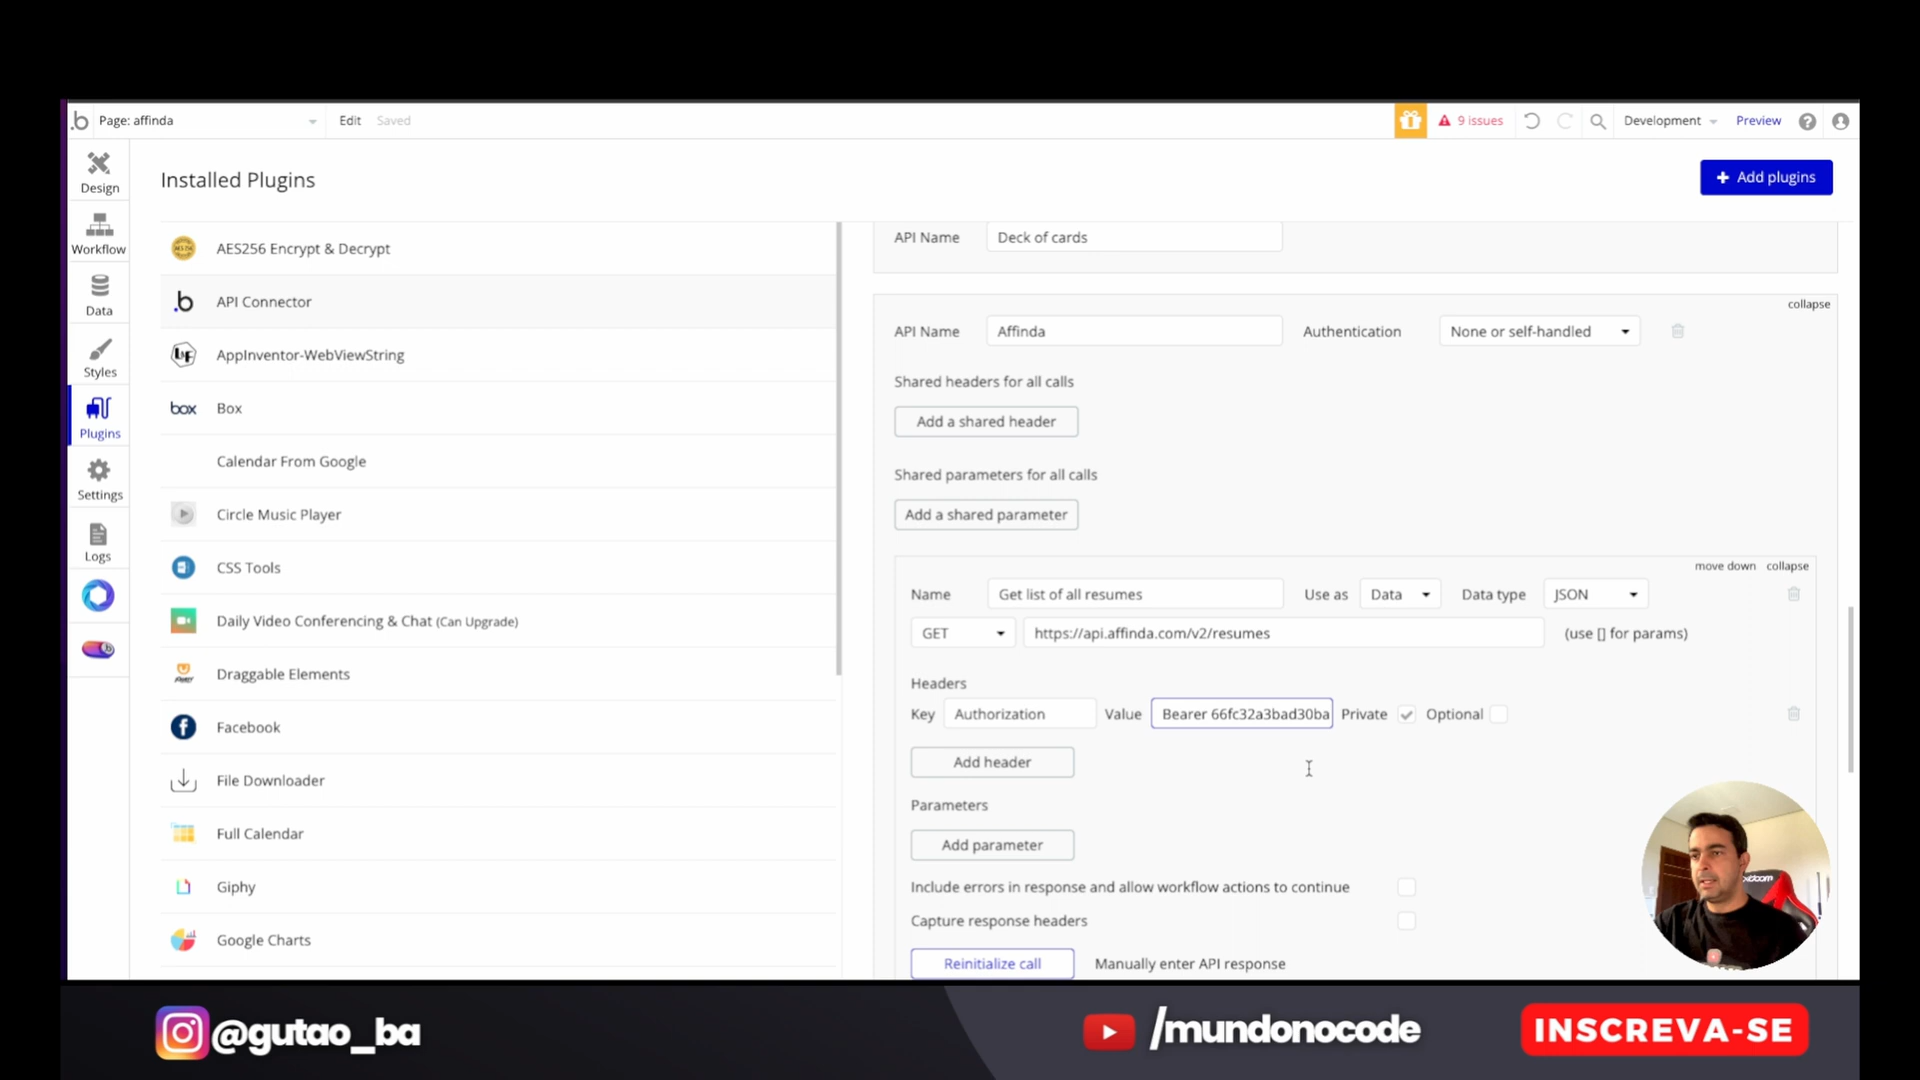 Page: affinda
Edit
Saved
9 issues
Development
Preview
Design
Workflow
Data
Styles
Plugins
Settings
Logs
Installed Plugins
+ Add plugins
AES256 Encrypt & Decrypt
API Connector
AppInventor-WebViewString
box Box
Calendar From Google
Circle Music Player
CSS Tools
Daily Video Conferencing & Chat (Can Upgrade)
Draggable Elements
Facebook
File Downloader
Full Calendar
Giphy
Google Charts
API Name Deck of cards
collapse
API Name Affinda Authentication None or self-handled
Shared headers for all calls
Add a shared header
Shared parameters for all calls
Add a shared parameter
move down collapse
Name Get list of all resumes Use as Data Data type JSON
GET https://api.affinda.com/v2/resumes (use [] for params)
Headers
Key Authorization Value Bearer 66fc32a3bad30ba Private Optional
Add header
Parameters
Add parameter
Include errors in response and allow workflow actions to continue
Capture response headers
Reinitialize call Manually enter API response
@gutao_ba
/mundonocode
INSCREVA-SE